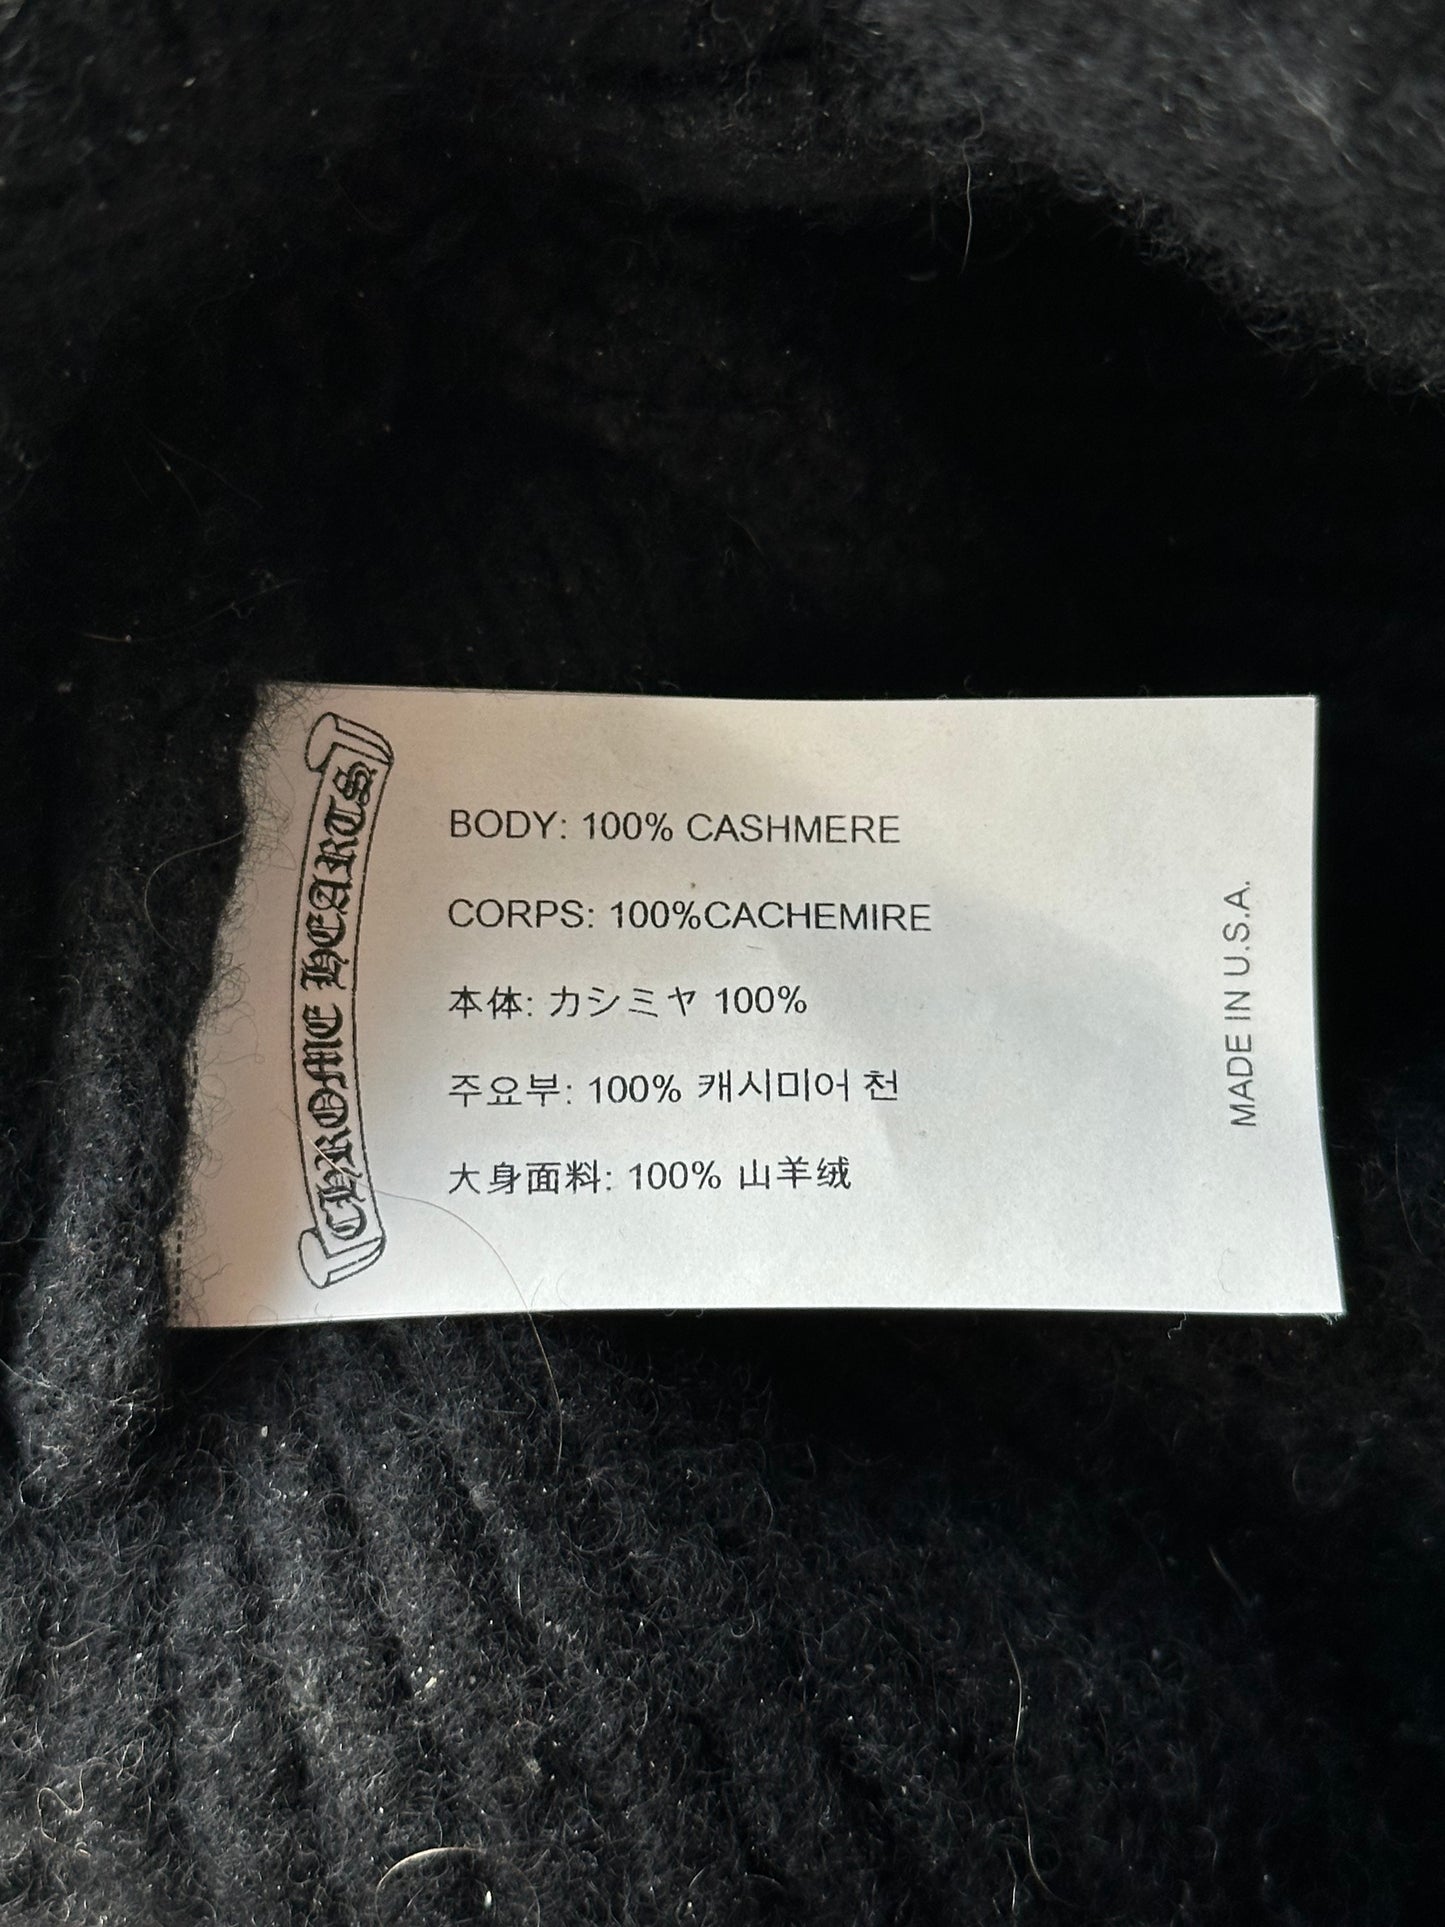 CHROME HEARTS
BODY: 100% CASHMERE
CORPS: 100%CACHEMIRE
本体: カシミヤ 100%
주요부: 100% 캐시미어 천
大身面料: 100% 山羊绒
MADE IN U.S.A.